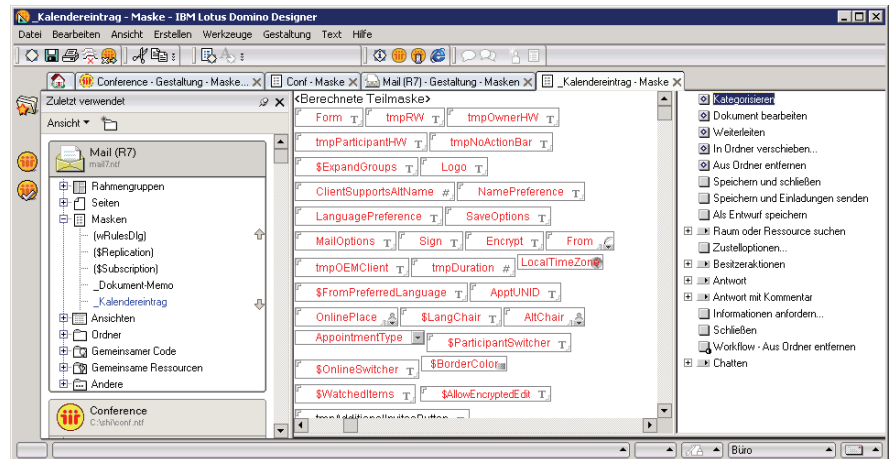 _Kalendereintrag - Maske - IBM Lotus Domino Designer
Datei Bearbeiten Ansicht Erstellen Werkzeuge Gestaltung Text Hilfe
Conference - Gestaltung - Maske... Conf - Maske Mail (R7) - Gestaltung - Masken _Kalendereintrag - Maske
Zuletzt verwendet
Ansicht
Mail (R7)
mail7.ntf
Rahmengruppen
Seiten
Masken
(wRulesDlg)
($Replication)
($Subscription)
_Dokument-Memo
_Kalendereintrag
Ansichten
Ordner
Gemeinsamer Code
Gemeinsame Ressourcen
Andere
Conference
C:\shi\conf.ntf
<Berechnete Teilmaske>
Form T tmpRW T tmpOwnerHW T
tmpParticipantHW T tmpNoActionBar T
$ExpandGroups T Logo T
ClientSupportsAltName # NamePreference T
LanguagePreference T SaveOptions T
MailOptions T Sign T Encrypt T From
tmpOEMClient T tmpDuration # LocalTimeZone
$FromPreferredLanguage T ApptUNID T
OnlinePlace $LangChair T AltChair
AppointmentType $ParticipantSwitcher T
$OnlineSwitcher T $BorderColor
$WatchedItems T $AllowEncryptedEdit T
Kategorisieren
Dokument bearbeiten
Weiterleiten
In Ordner verschieben...
Aus Ordner entfernen
Speichern und schließen
Speichern und Einladungen senden
Als Entwurf speichern
Raum oder Ressource suchen
Zustelloptionen...
Besitzeraktionen
Antwort
Antwort mit Kommentar
Informationen anfordern...
Schließen
Workflow - Aus Ordner entfernen
Chatten
Büro